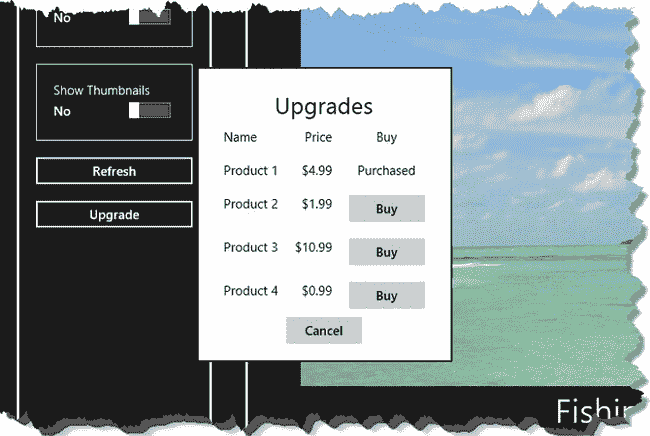 No
Show Thumbnails
No
Refresh
Upgrade
Upgrades
Name Price Buy
Product 1 $4.99 Purchased
Product 2 $1.99 Buy
Product 3 $10.99 Buy
Product 4 $0.99 Buy
Cancel